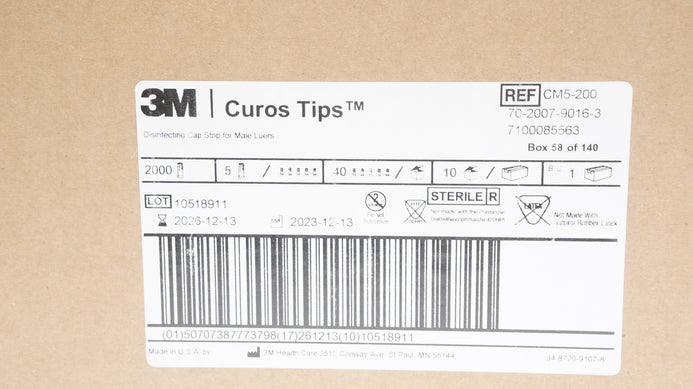 3M | Curos Tips™
Disinfecting Cap Strip for Male Luers
REF CM5-200
70-2007-9016-3
7100085563
Box 58 of 140
2000 5 / 40 / 10 / 1
LOT 10518911
2026-12-13 2023-12-13
2
Do Not
STERILE R
Not made with the
LATEX
Not Made With
Natural Rubber Latex
(01)50707387773798(17)261213(10)10518911
Made in U.S.A. by 3M Health Care 2510 Conway Ave. St Paul, MN 55144
34-8720-9107-8